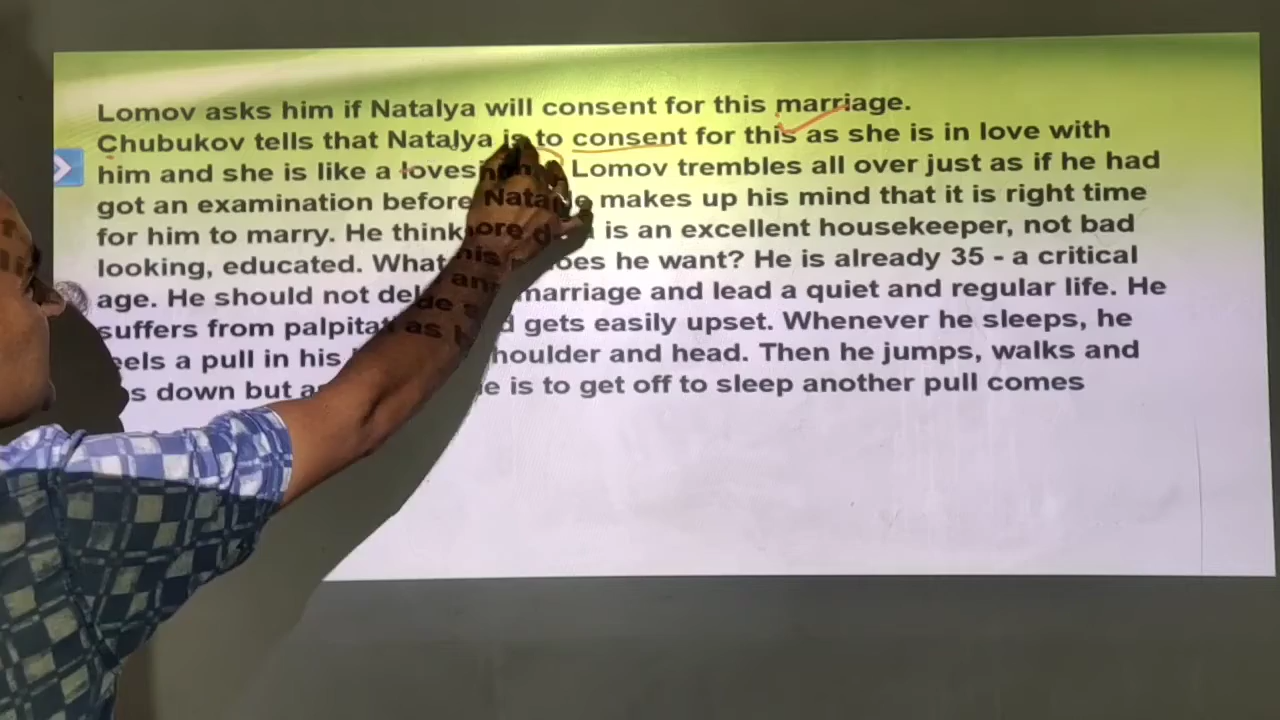 Lomov asks him if Natalya will consent for this marriage.
Chubukov tells that Natalya is to consent for this as she is in love with
him and she is like a Lomov trembles all over just as if he had
got an examination before makes up his mind that it is right time
for him to marry. He is an excellent housekeeper, not bad
looking, educated. What he want? He is already 35 - a critical
age. He should not marriage and lead a quiet and regular life. He
suffers from gets easily upset. Whenever he sleeps, he
a pull in his and head. Then he jumps, walks and
down but is to get off to sleep another pull comes